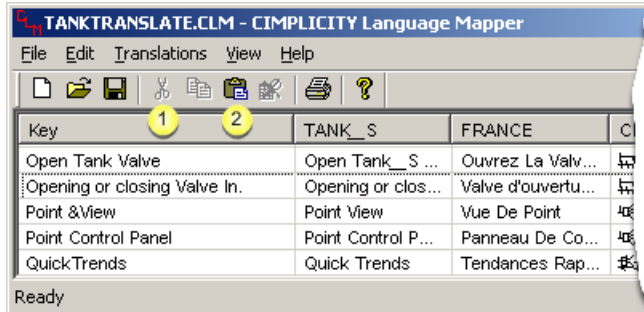 TANKTRANSLATE.CLM - CIMPLICITY Language Mapper
File Edit Translations View Help
1 2
Key TANK__S FRANCE
Open Tank Valve Open Tank__S ... Ouvrez La Valv...
Opening or closing Valve In. Opening or clos... Valve d'ouvertu...
Point &View Point View Vue De Point
Point Control Panel Point Control P... Panneau De Co...
QuickTrends Quick Trends Tendances Rap...
Ready